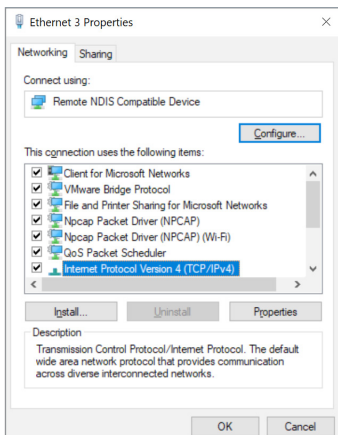 Ethernet 3 Properties
Networking
Sharing
Connect using:
Remote NDIS Compatible Device
Configure...
This connection uses the following items:
Client for Microsoft Networks
VMware Bridge Protocol
File and Printer Sharing for Microsoft Networks
Npcap Packet Driver (NPCAP)
Npcap Packet Driver (NPCAP) (Wi-Fi)
QoS Packet Scheduler
Internet Protocol Version 4 (TCP/IPv4)
Install...
Uninstall
Properties
Description
Transmission Control Protocol/Internet Protocol. The default
wide area network protocol that provides communication
across diverse interconnected networks.
OK
Cancel